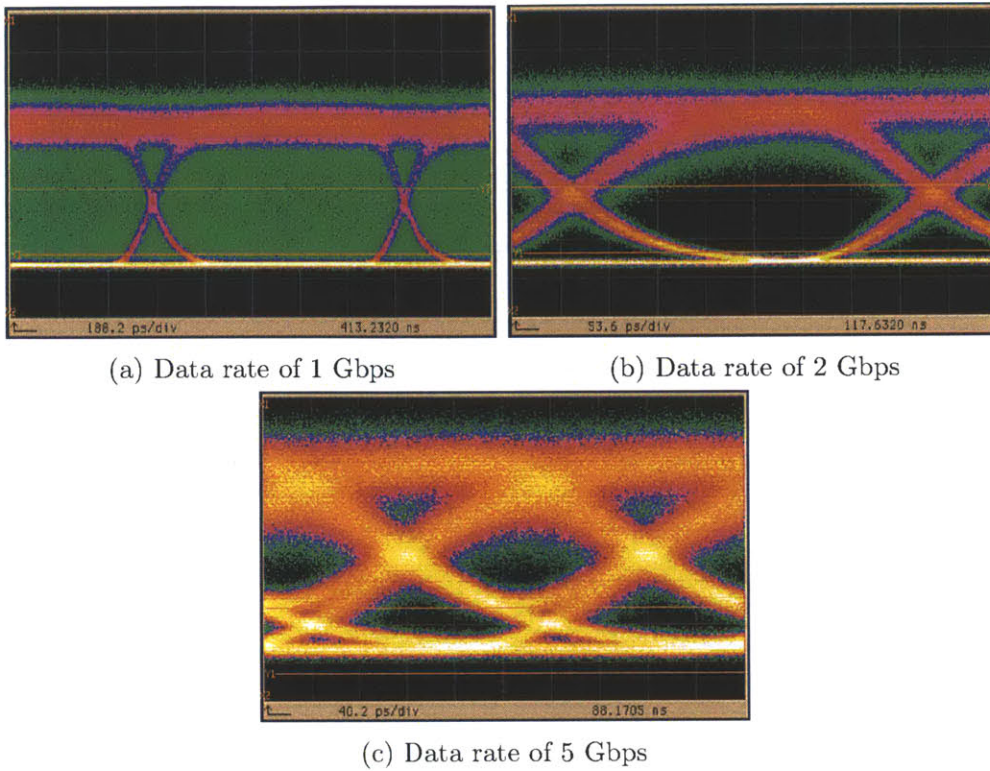 188.2 ps/div 413.2320 ns
53.6 ps/div 117.6320 ns
(a) Data rate of 1 Gbps
(b) Data rate of 2 Gbps
40.2 ps/div 88.1705 ns
(c) Data rate of 5 Gbps